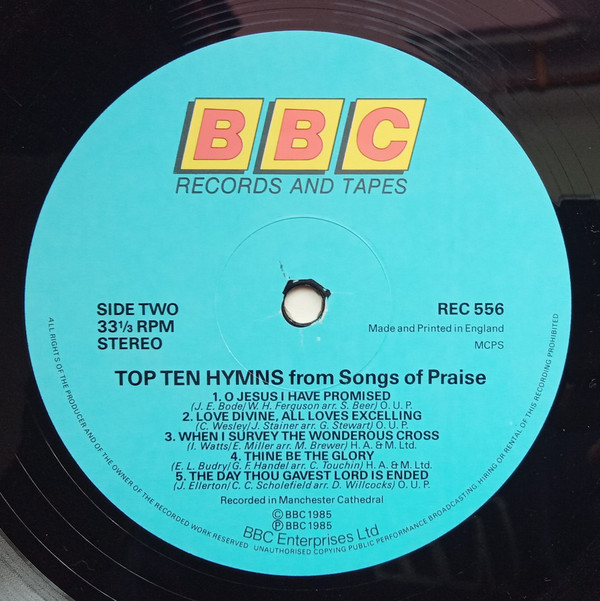 BBC
RECORDS AND TAPES
SIDE TWO
33⅓ RPM
STEREO
REC 556
Made and Printed in England
MCPS
TOP TEN HYMNS from Songs of Praise
1. O JESUS I HAVE PROMISED
(J. E. Bode/W. H. Ferguson arr. S. Beer) O. U. P.
2. LOVE DIVINE, ALL LOVES EXCELLING
(C. Wesley/J. Stainer arr. G. Stewart) O. U. P.
3. WHEN I SURVEY THE WONDEROUS CROSS
(I. Watts/E. Miller arr. M. Brewer) H. A. & M. Ltd.
4. THINE BE THE GLORY
(E. L. Budry/G. F. Handel arr. C. Touchin) H. A. & M. Ltd.
5. THE DAY THOU GAVEST LORD IS ENDED
(J. Ellerton/C. C. Scholefield arr. D. Willcocks) O. U. P.
Recorded in Manchester Cathedral
© BBC 1985
℗ BBC 1985
BBC Enterprises Ltd
ALL RIGHTS OF THE PRODUCER AND OF THE OWNER OF THE RECORDED WORK RESERVED UNAUTHORISED COPYING PUBLIC PERFORMANCE BROADCASTING HIRING OR RENTAL OF THIS RECORDING PROHIBITED